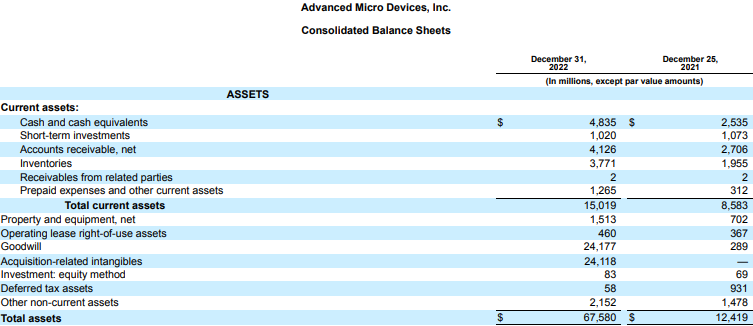 Advanced Micro Devices, Inc.
Consolidated Balance Sheets
December 31, 2022 December 25, 2021
(In millions, except par value amounts)
ASSETS
Current assets:
Cash and cash equivalents $ 4,835 $ 2,535
Short-term investments 1,020 1,073
Accounts receivable, net 4,126 2,706
Inventories 3,771 1,955
Receivables from related parties 2 2
Prepaid expenses and other current assets 1,265 312
Total current assets 15,019 8,583
Property and equipment, net 1,513 702
Operating lease right-of-use assets 460 367
Goodwill 24,177 289
Acquisition-related intangibles 24,118 —
Investment: equity method 83 69
Deferred tax assets 58 931
Other non-current assets 2,152 1,478
Total assets $ 67,580 $ 12,419